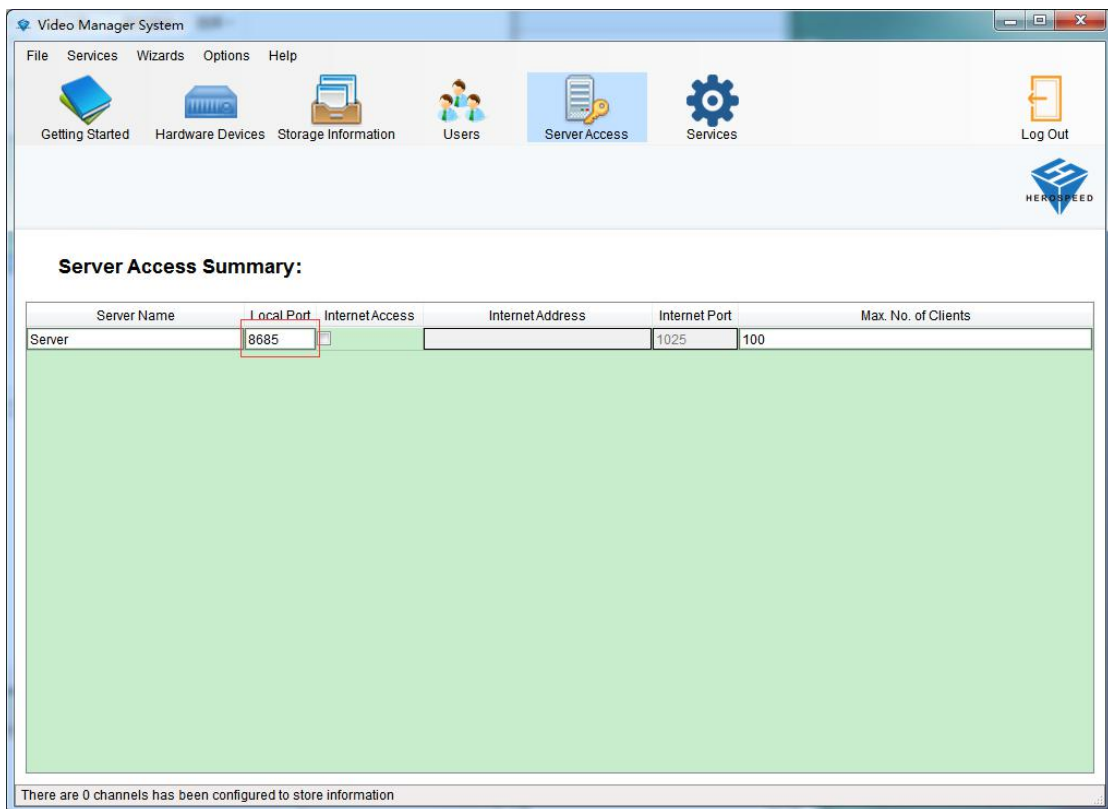 Video Manager System
File Services Wizards Options Help
Getting Started Hardware Devices Storage Information Users Server Access Services Log Out
HEROSPEED
Server Access Summary:
Server Name Local Port Internet Access Internet Address Internet Port Max. No. of Clients
Server 8685 1025 100
There are 0 channels has been configured to store information